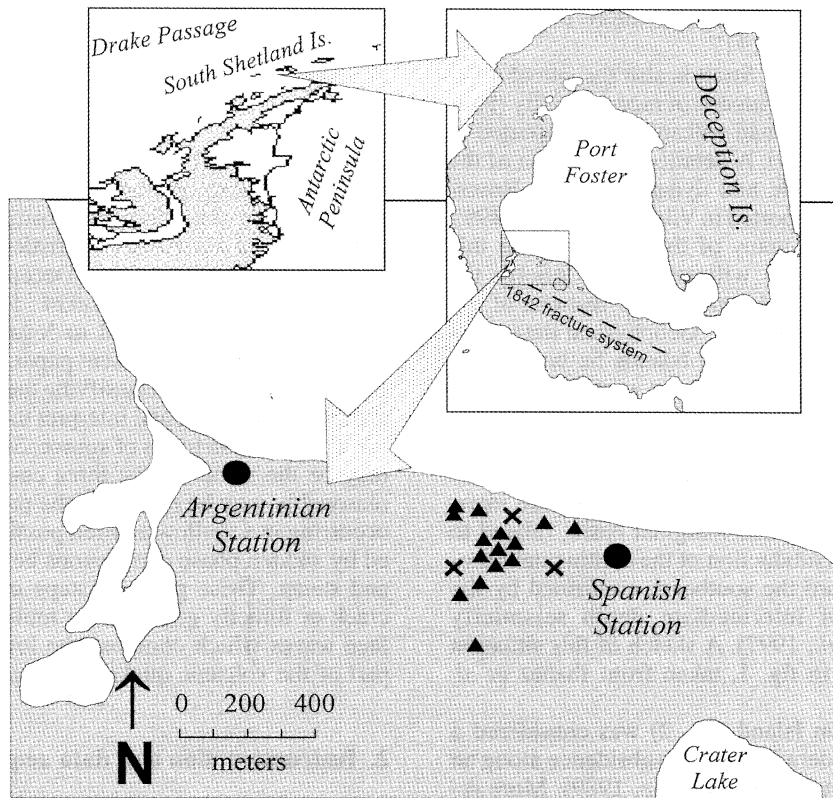 Drake Passage
South Shetland Is.
Antarctic
Peninsula
Port
Foster
Deception Is.
1842 fracture system
Argentinian
Station
Spanish
Station
0 200 400
meters
N
Crater
Lake